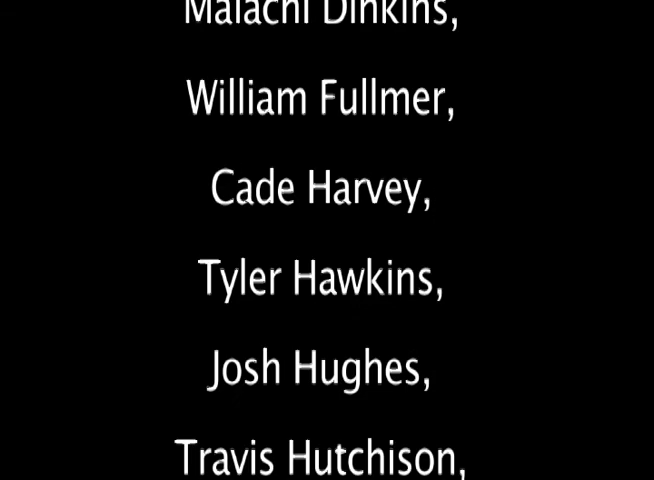 Malachi Dinkins,
William Fullmer,
Cade Harvey,
Tyler Hawkins,
Josh Hughes,
Travis Hutchison,